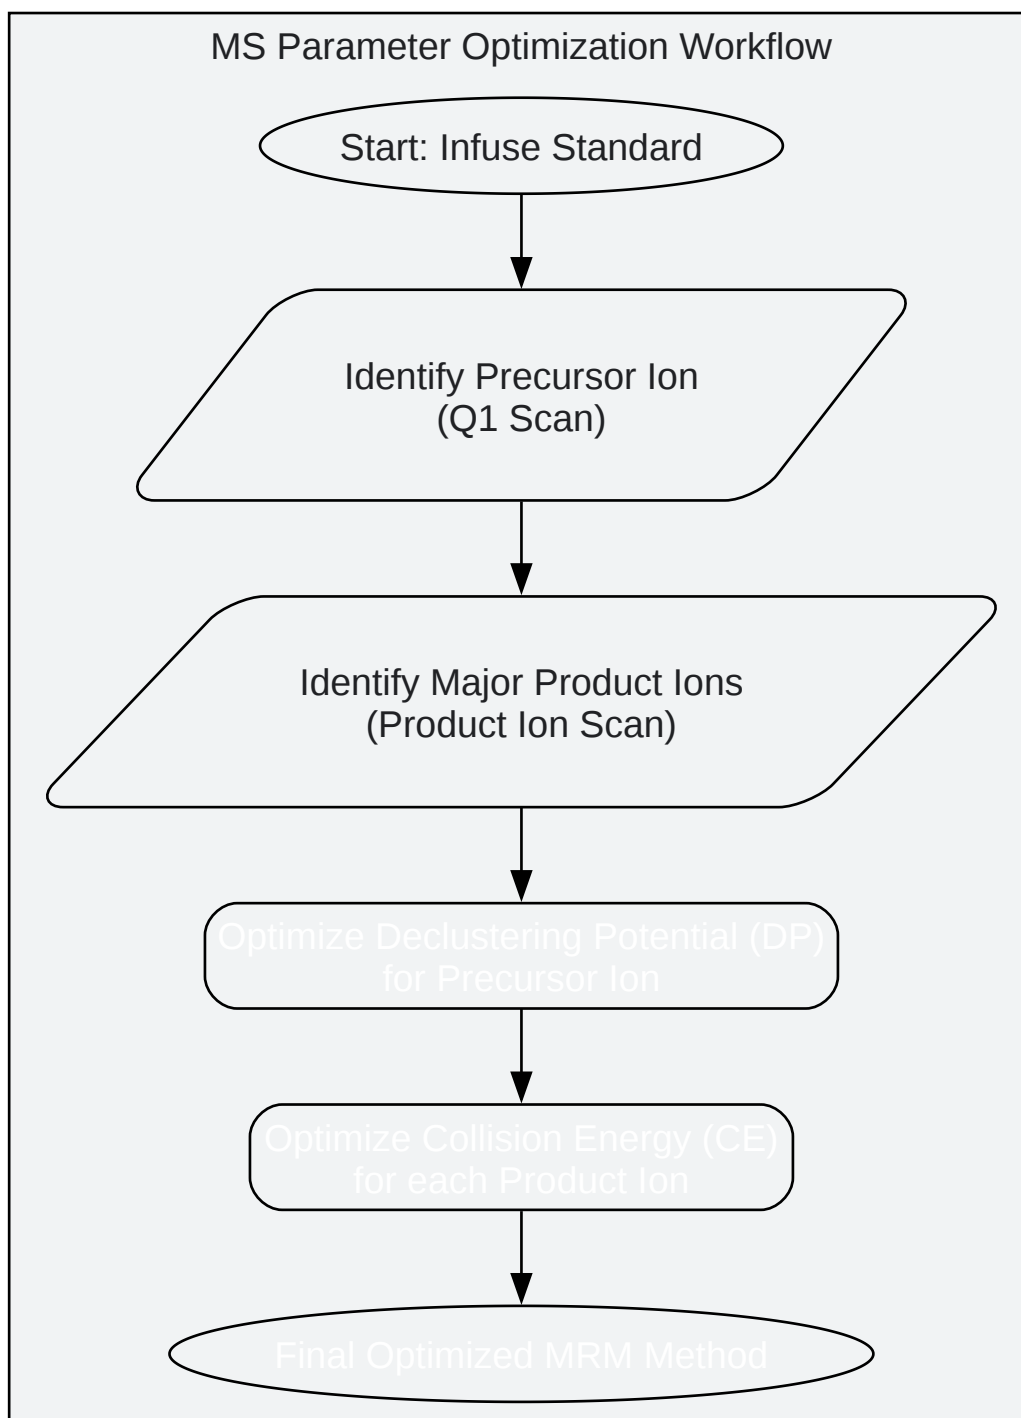 MS Parameter Optimization Workflow
Start: Infuse Standard
Identify Precursor Ion
(Q1 Scan)
Identify Major Product Ions
(Product Ion Scan)
Optimize Declustering Potential (DP)
for Precursor Ion
Optimize Collision Energy (CE)
for each Product Ion
Final Optimized MRM Method